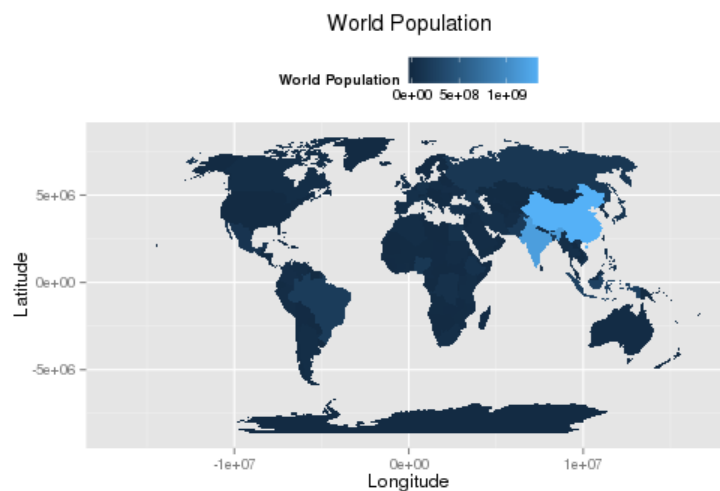 World Population
World Population
0e+00 5e+08 1e+09
5e+06
0e+00
-5e+06
Latitude
-1e+07 0e+00 1e+07
Longitude